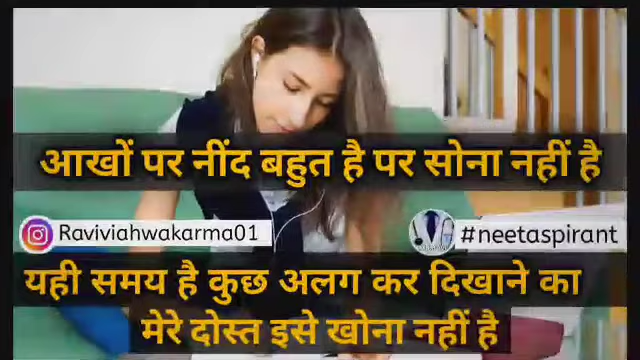 आखों पर नींद बहुत है पर सोना नहीं है
Raviviahwakarma01
#neetaspirant
यही समय है कुछ अलग कर दिखाने का
मेरे दोस्त इसे खोना नहीं है